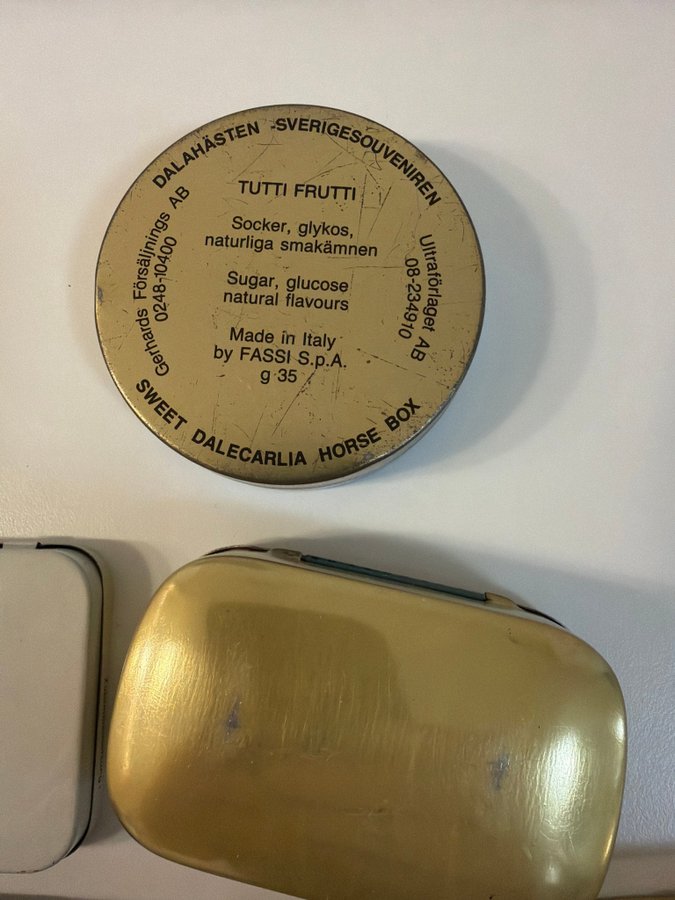 DALAHÄSTEN -SVERIGESOUVENIREN
TUTTI FRUTTI
Socker, glykos,
naturliga smakämnen
Sugar, glucose
natural flavours
Made in Italy
by FASSI S.p.A.
g 35
Gerhards Försäljnings AB
0248-10400
Ultraförlaget AB
08-234910
SWEET DALECARLIA HORSE BOX